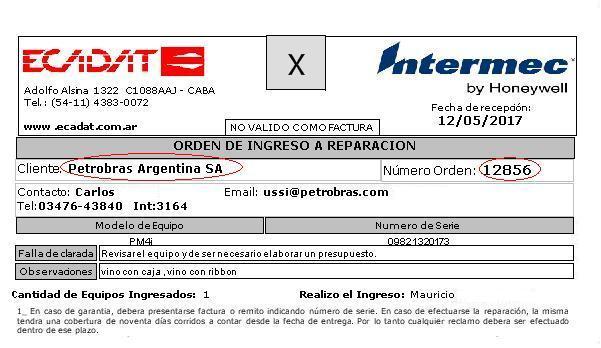 ECADAT
X
Intermec
by Honeywell
Adolfo Alsina 1322 C1088AAJ - CABA
Tel.: (54-11) 4383-0072
Fecha de recepción:
12/05/2017
www.ecadat.com.ar
NO VALIDO COMO FACTURA
ORDEN DE INGRESO A REPARACION
Cliente: Petrobras Argentina SA Número Orden: 12856
Contacto: Carlos Email: ussi@petrobras.com
Tel:03476-43840 Int:3164
Modelo de Equipo Numero de Serie
PM4i 09821320173
Falla declarada Revisar el equipo y de ser necesario elaborar un presupuesto.
Observaciones vino con caja ,vino con ribbon
Cantidad de Equipos Ingresados: 1 Realizo el Ingreso: Mauricio
1_ En caso de garantía, debera presentarse factura o remito indicando número de serie. En caso de efectuarse la reparación, la misma
tendra una cobertura de noventa días corridos a contar desde la fecha de entrega. Por lo tanto cualquier reclamo debera ser efectuado
dentro de ese plazo.